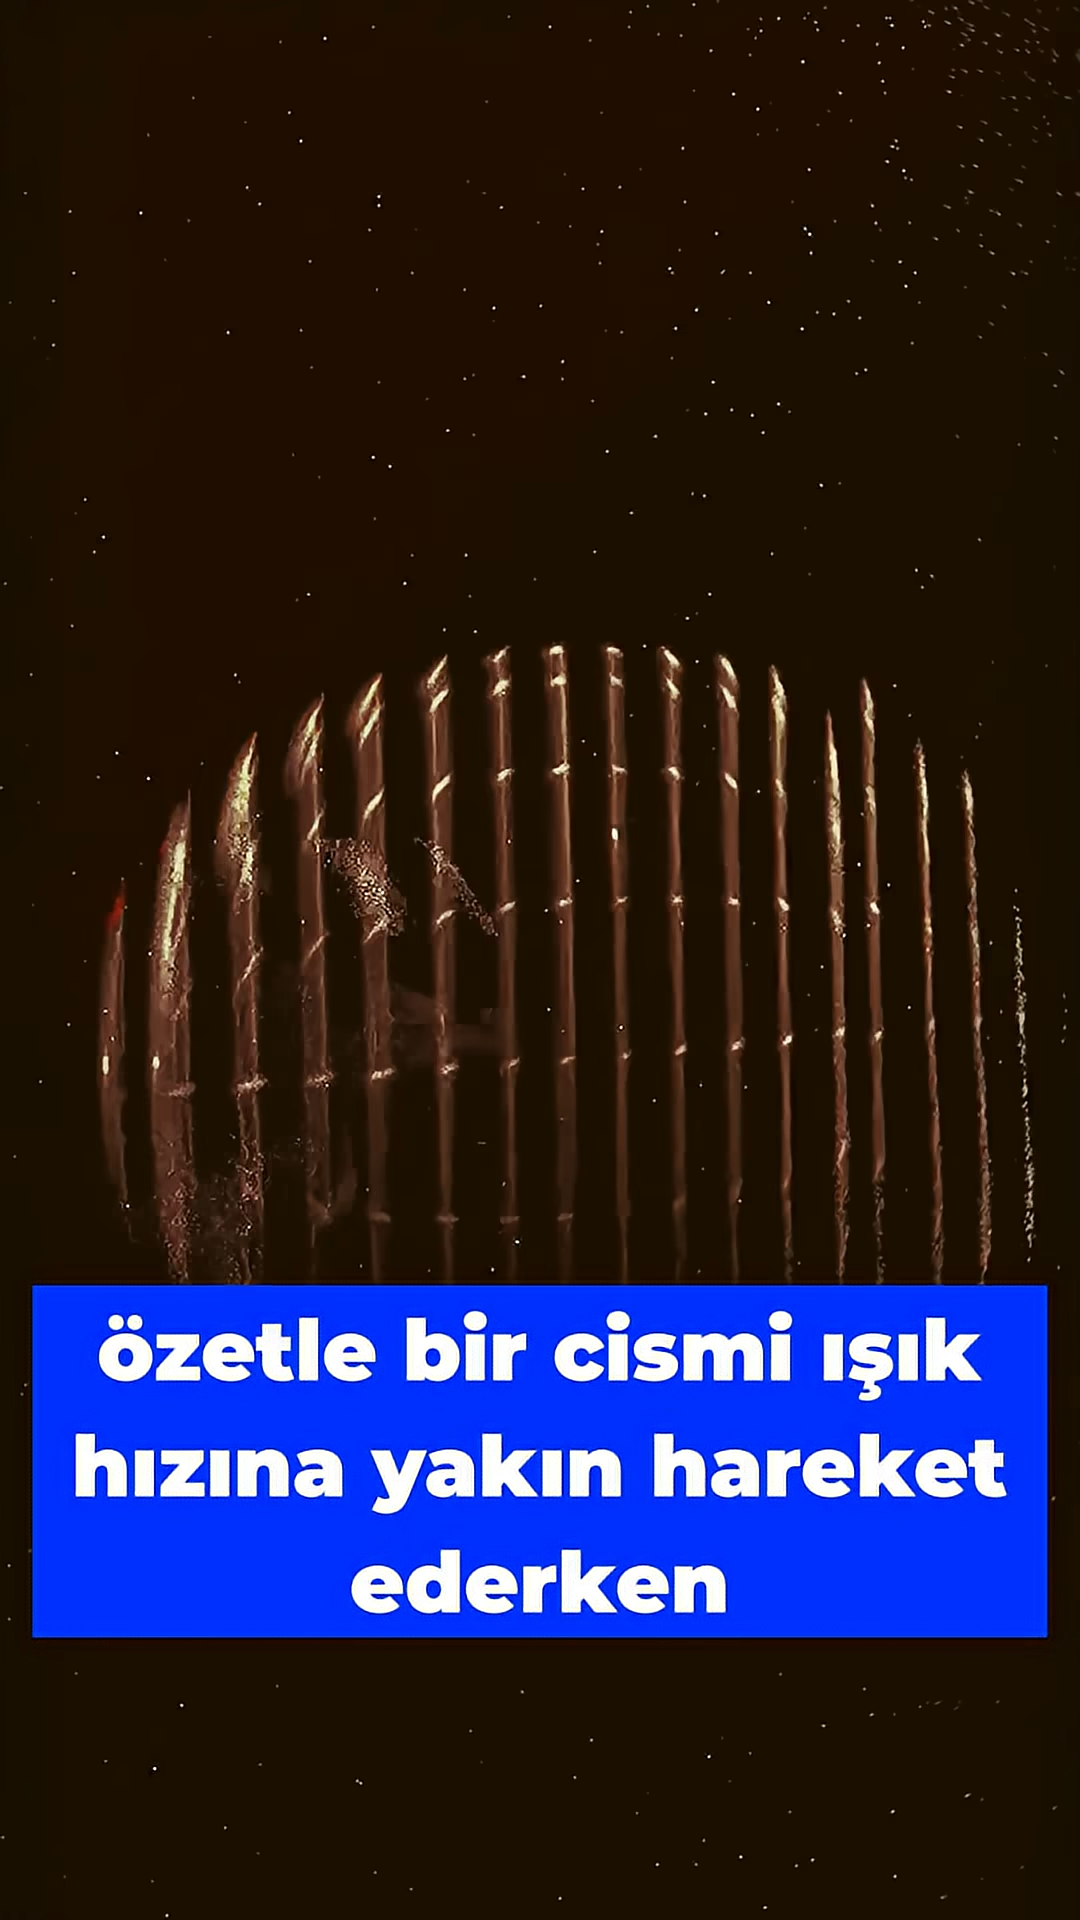 özetle bir cismi ışık
hızına yakın hareket
ederken